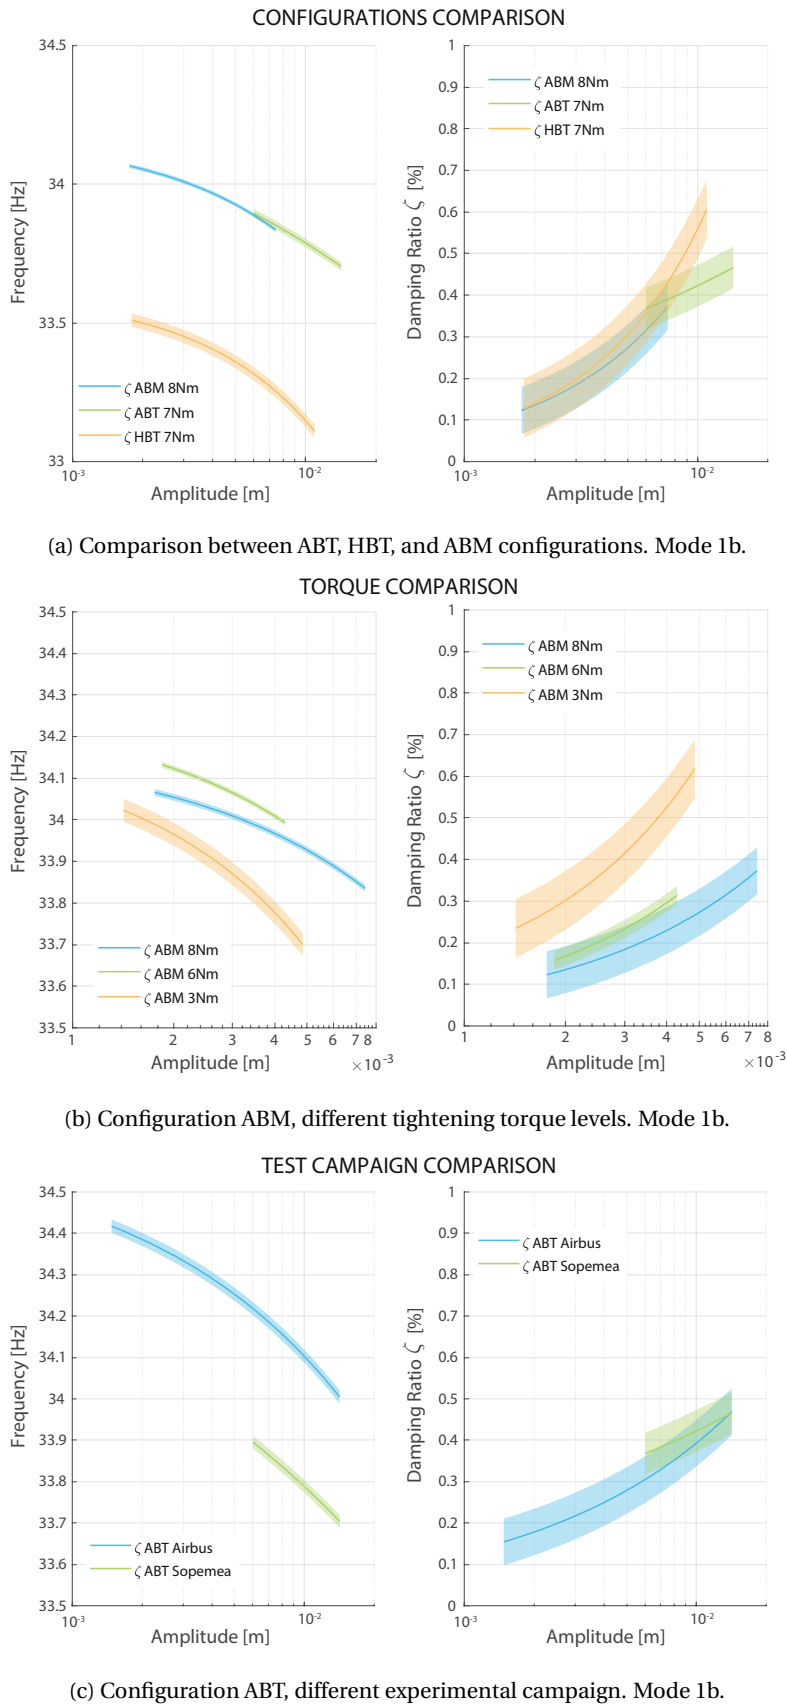 CONFIGURATIONS COMPARISON
34.5
34
33.5
33
Frequency [Hz]
ζ ABM 8Nm
ζ ABT 7Nm
ζ HBT 7Nm
10-3
10-2
Amplitude [m]
1
0.9
0.8
0.7
0.6
0.5
0.4
0.3
0.2
0.1
0
Damping Ratio ζ [%]
ζ ABM 8Nm
ζ ABT 7Nm
ζ HBT 7Nm
10-3
10-2
Amplitude [m]
(a) Comparison between ABT, HBT, and ABM configurations. Mode 1b.
TORQUE COMPARISON
34.5
34.4
34.3
34.2
34.1
34
33.9
33.8
33.7
33.6
33.5
Frequency [Hz]
ζ ABM 8Nm
ζ ABM 6Nm
ζ ABM 3Nm
1 2 3 4 5 6 7 8
Amplitude [m]
×10-3
1
0.9
0.8
0.7
0.6
0.5
0.4
0.3
0.2
0.1
0
Damping Ratio ζ [%]
ζ ABM 8Nm
ζ ABM 6Nm
ζ ABM 3Nm
1 2 3 4 5 6 7 8
Amplitude [m]
×10-3
(b) Configuration ABM, different tightening torque levels. Mode 1b.
TEST CAMPAIGN COMPARISON
34.5
34.4
34.3
34.2
34.1
34
33.9
33.8
33.7
33.6
33.5
Frequency [Hz]
ζ ABT Airbus
ζ ABT Sopemea
10-3
10-2
Amplitude [m]
1
0.9
0.8
0.7
0.6
0.5
0.4
0.3
0.2
0.1
0
Damping Ratio ζ [%]
ζ ABT Airbus
ζ ABT Sopemea
10-3
10-2
Amplitude [m]
(c) Configuration ABT, different experimental campaign. Mode 1b.